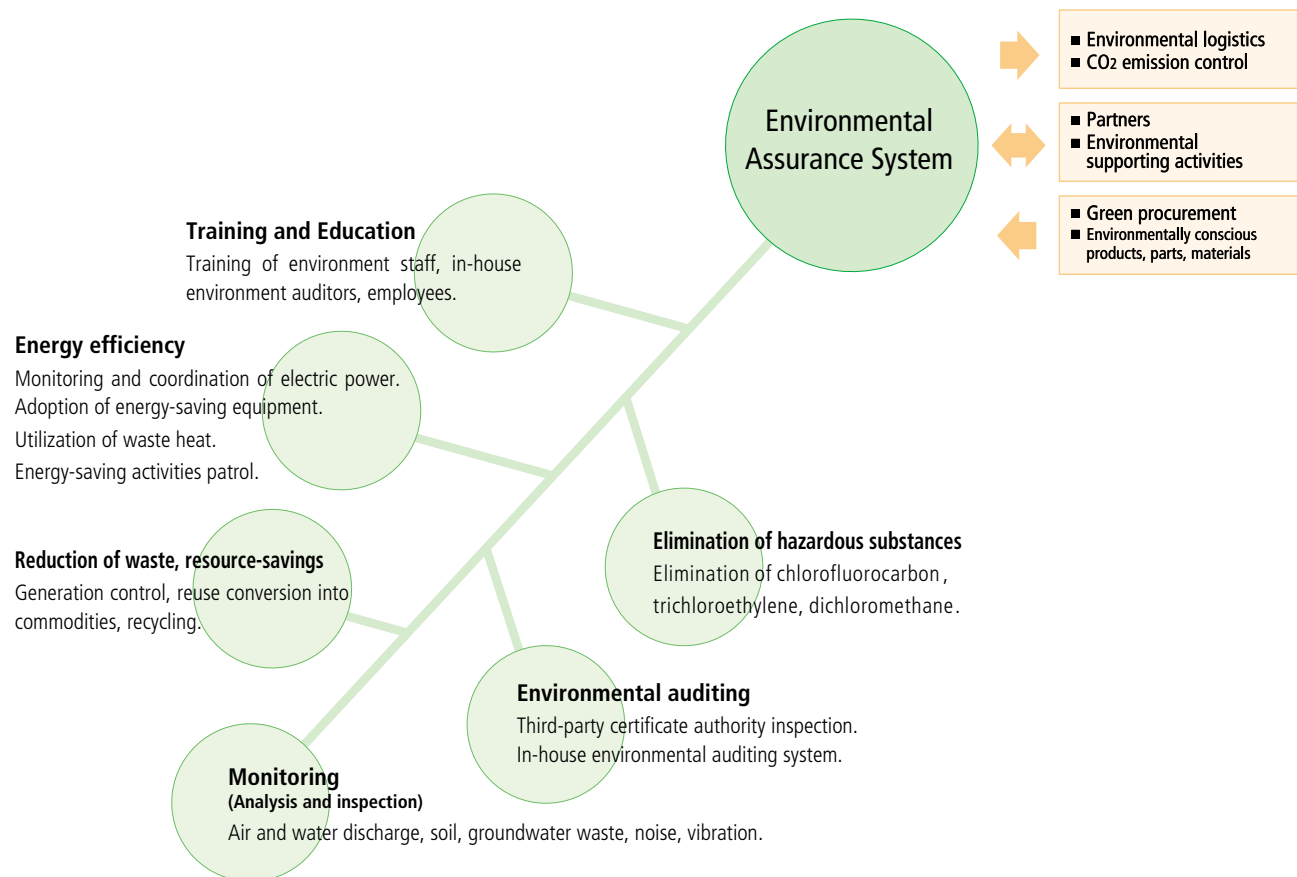 Environmental
Assurance System
■ Environmental logistics
■ CO2 emission control
■ Partners
■ Environmental
supporting activities
■ Green procurement
■ Environmentally conscious
products, parts, materials
Training and Education
Training of environment staff, in-house
environment auditors, employees.
Energy efficiency
Monitoring and coordination of electric power.
Adoption of energy-saving equipment.
Utilization of waste heat.
Energy-saving activities patrol.
Reduction of waste, resource-savings
Generation control, reuse conversion into
commodities, recycling.
Elimination of hazardous substances
Elimination of chlorofluorocarbon,
trichloroethylene, dichloromethane.
Environmental auditing
Third-party certificate authority inspection.
In-house environmental auditing system.
Monitoring
(Analysis and inspection)
Air and water discharge, soil, groundwater waste, noise, vibration.